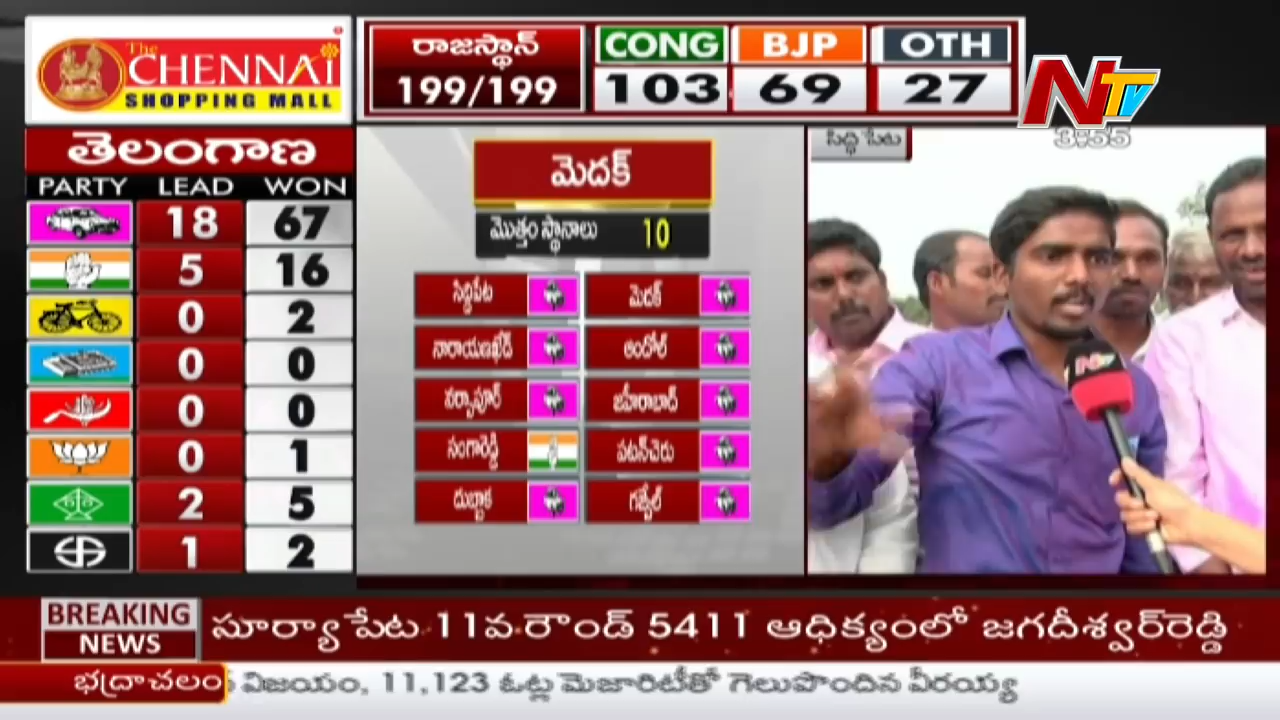 The
CHENNAI
SHOPPING MALL
రాజస్థాన్
199/199
CONG BJP OTH
103 69 27
NTV
తెలంగాణ
PARTY LEAD WON
18 67
5 16
0 2
0 0
0 0
0 1
2 5
1 2
మెదక్
మొత్తం స్థానాలు 10
సిద్దిపేట మెదక్
నారాయణఖేడ్ అందోల్
నర్సాపూర్ జహీరాబాద్
సంగారెడ్డి పటన్‌చెరు
దుబ్బాక గజ్వేల్
సిద్ధి పేట
NTV
BREAKING
NEWS
సూర్యాపేట 11వ రౌండ్ 5411 ఆధిక్యంలో జగదీశ్వర్‌రెడ్డి
భద్రాచలం విజయం, 11,123 ఓట్ల మెజారిటీతో గెలుపొందిన వీరయ్య